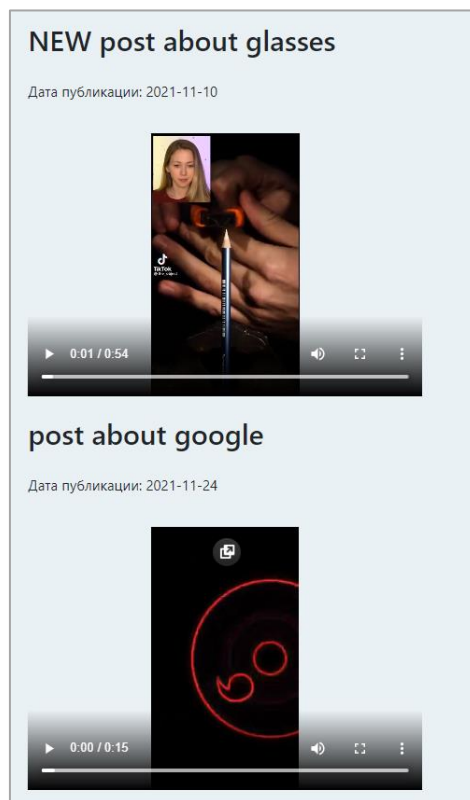 NEW post about glasses
Дата публикации: 2021-11-10
TikTok
0:01 / 0:54
post about google
Дата публикации: 2021-11-24
0:00 / 0:15